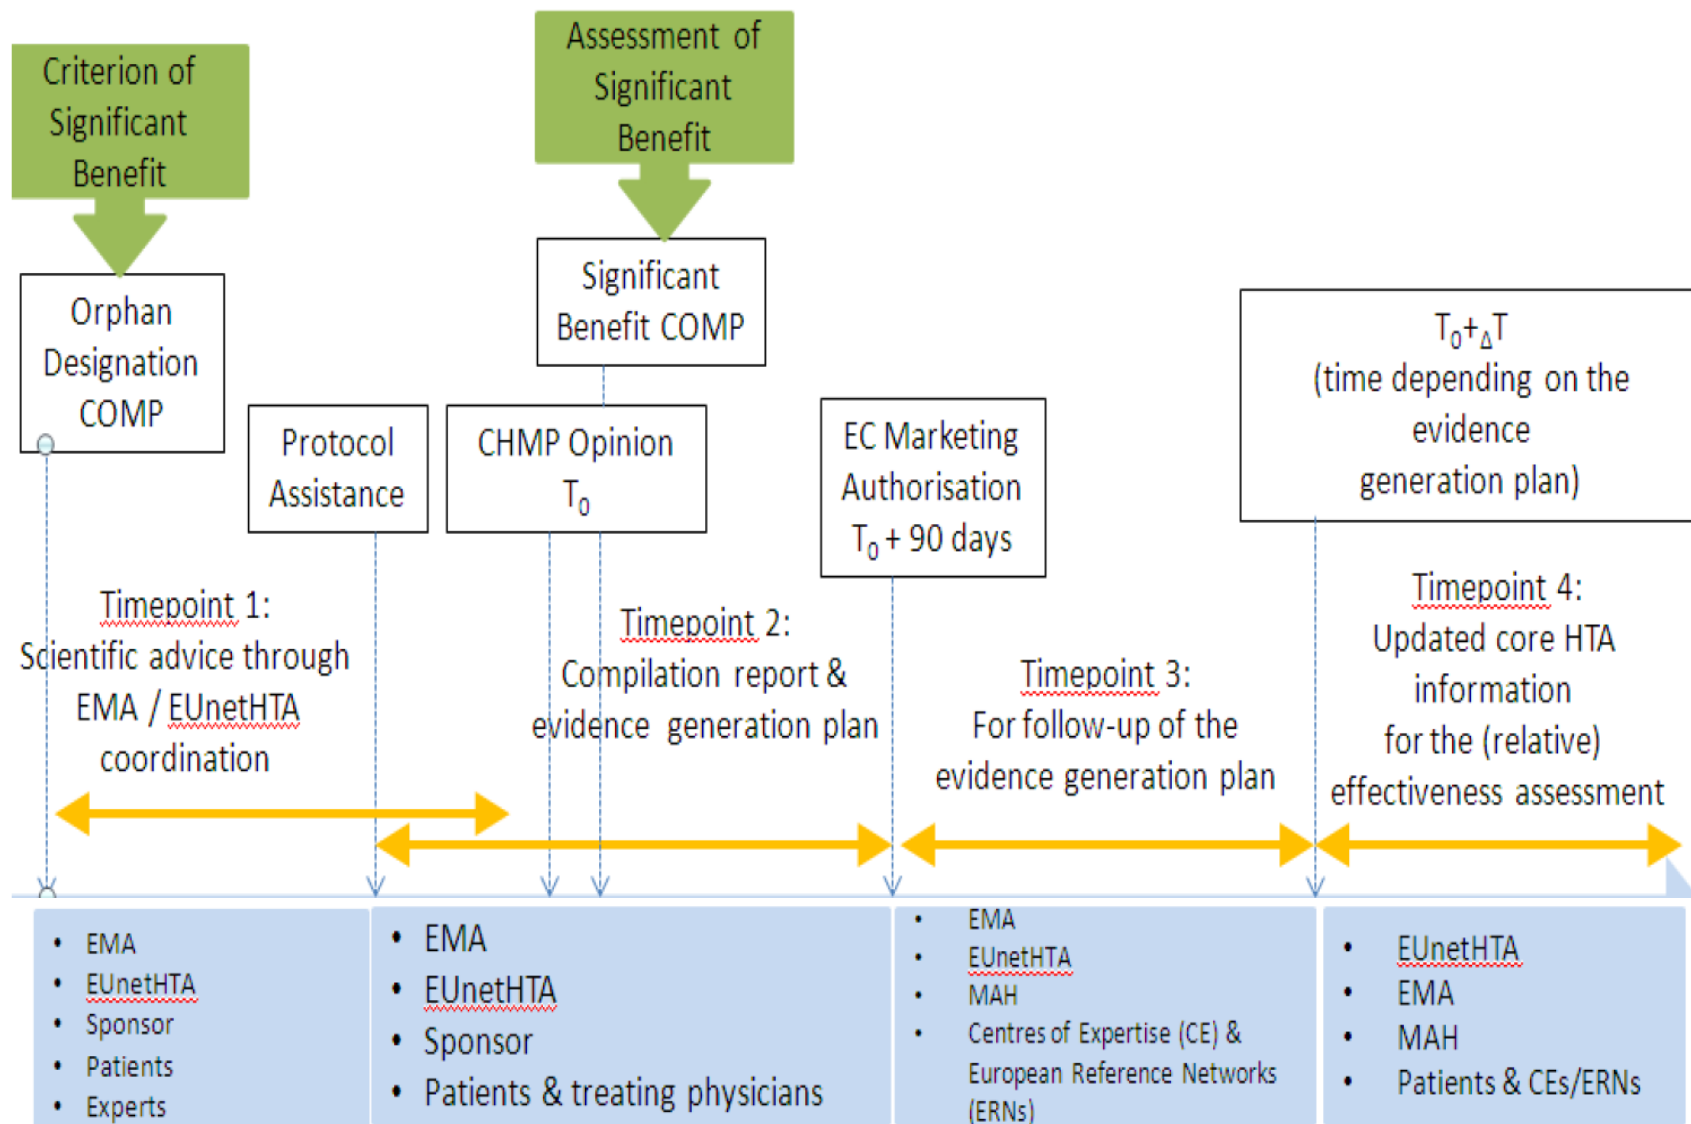 Criterion of
Significant
Benefit
Assessment of
Significant
Benefit
Orphan
Designation
COMP
Significant
Benefit COMP
Protocol
Assistance
CHMP Opinion
T₀
EC Marketing
Authorisation
T₀ + 90 days
T₀+ΔT
(time depending on the
evidence
generation plan)
Timepoint 1:
Scientific advice through
EMA / EUnetHTA
coordination
Timepoint 2:
Compilation report &
evidence generation plan
Timepoint 3:
For follow-up of the
evidence generation plan
Timepoint 4:
Updated core HTA
information
for the (relative)
effectiveness assessment
• EMA
• EUnetHTA
• Sponsor
• Patients
• Experts
• EMA
• EUnetHTA
• Sponsor
• Patients & treating physicians
• EMA
• EUnetHTA
• MAH
• Centres of Expertise (CE) &
European Reference Networks
(ERNs)
• EUnetHTA
• EMA
• MAH
• Patients & CEs/ERNs